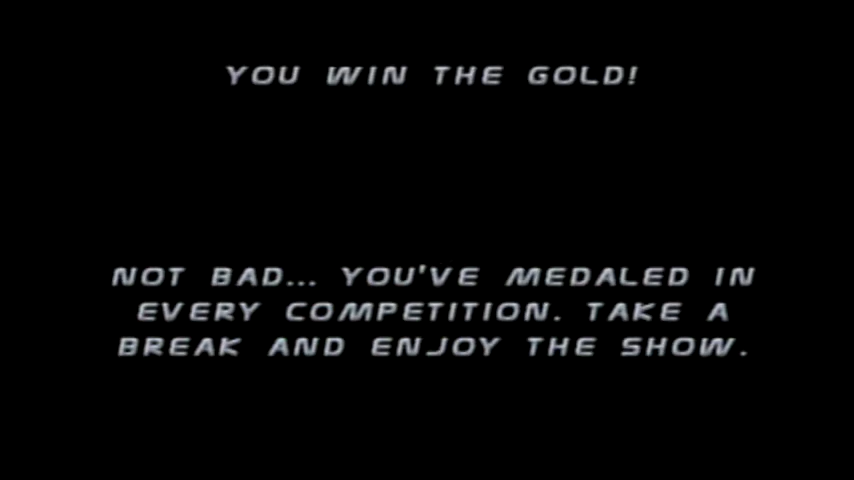 YOU WIN THE GOLD!
NOT BAD... YOU'VE MEDALED IN
EVERY COMPETITION. TAKE A
BREAK AND ENJOY THE SHOW.